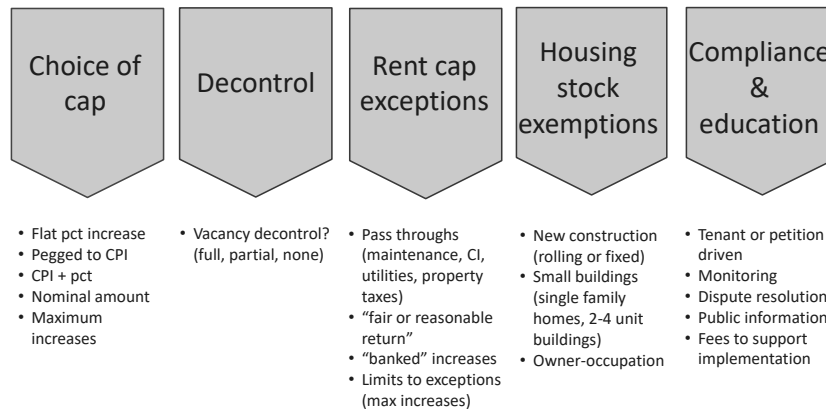 Choice of
cap
Decontrol
Rent cap
exceptions
Housing
stock
exemptions
Compliance
&
education
• Flat pct increase
• Pegged to CPI
• CPI + pct
• Nominal amount
• Maximum
increases
• Vacancy decontrol?
(full, partial, none)
• Pass throughs
(maintenance, CI,
utilities, property
taxes)
• “fair or reasonable
return”
• “banked” increases
• Limits to exceptions
(max increases)
• New construction
(rolling or fixed)
• Small buildings
(single family
homes, 2-4 unit
buildings)
• Owner-occupation
• Tenant or petition
driven
• Monitoring
• Dispute resolution
• Public information
• Fees to support
implementation